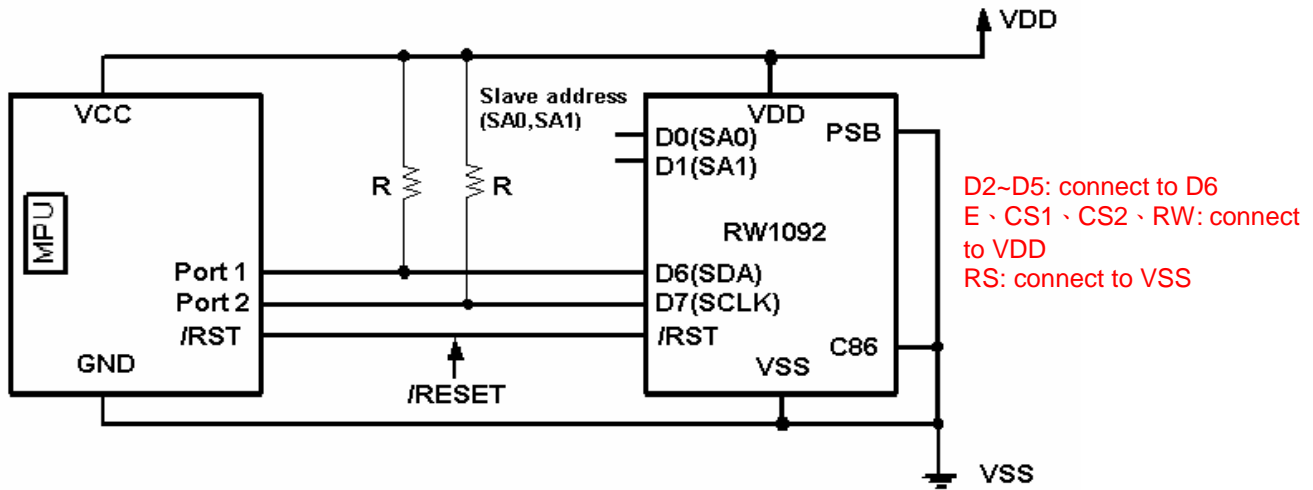 VDD
VCC
MPU
Port 1
Port 2
/RST
GND
R
R
/RESET
Slave address
(SA0,SA1)
VDD
D0(SA0)
D1(SA1)
PSB
RW1092
D6(SDA)
D7(SCLK)
/RST
C86
VSS
VSS
D2~D5: connect to D6
E、CS1、CS2、RW: connect
to VDD
RS: connect to VSS